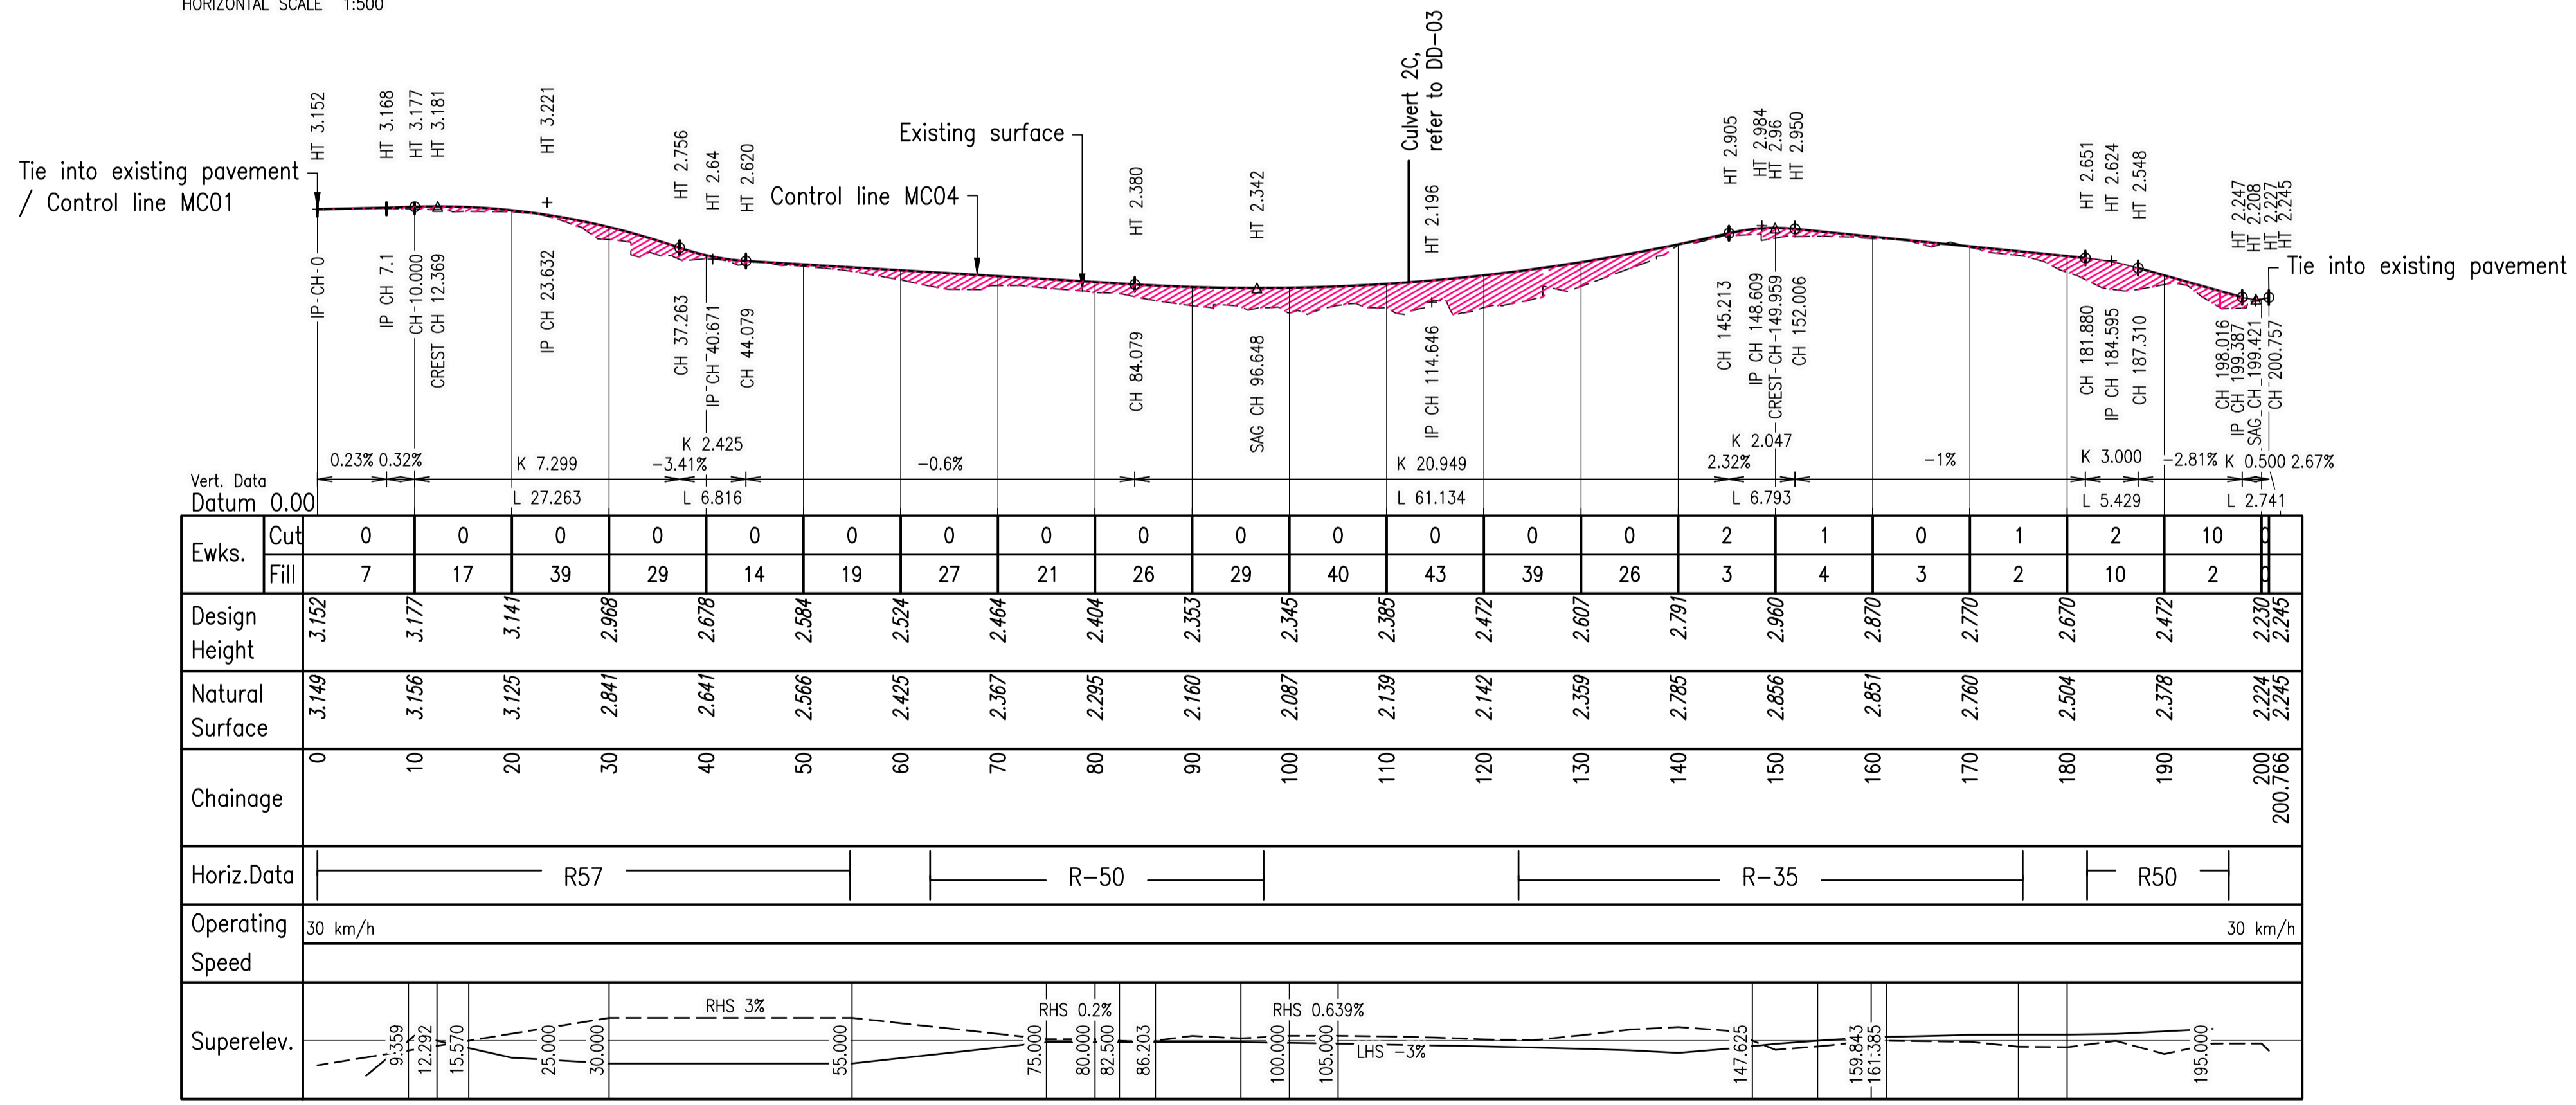 HORIZONTAL SCALE 1:500
Tie into existing pavement
/ Control line MC01
HT 3.152
HT 3.168
HT 3.177
HT 3.181
HT 3.221
HT 2.756
HT 2.64
HT 2.620
Control line MC04
Existing surface
HT 2.380
HT 2.342
Culvert 2C,
refer to DD-03
HT 2.196
HT 2.905
HT 2.984
HT 2.96
HT 2.950
HT 2.651
HT 2.624
HT 2.548
HT 2.247
HT 2.208
HT 2.227
HT 2.245
Tie into existing pavement
IP-CH-0
IP CH 7.1
CH-10.000
CREST CH 12.369
IP CH 23.632
CH 37.263
IP CH 40.671
CH 44.079
CH 84.079
SAG CH 96.648
IP CH 114.646
CH 145.213
IP CH 148.609
CREST-CH-149.959
CH 152.006
CH 181.880
IP CH 184.595
CH 187.310
CH 198.016
IP CH 199.387
SAG CH 199.421
CH 200.757
Vert. Data
0.23% 0.32% K 7.299 -3.41% K 2.425 -0.6% K 20.949 2.32% K 2.047 -1% K 3.000 -2.81% K 0.500 2.67%
L 27.263 L 6.816 L 61.134 L 6.793 L 5.429 L 2.741
Datum 0.00
Ewks.
Cut 0 0 0 0 0 0 0 0 0 0 0 0 0 0 2 1 0 1 2 10 0
Fill 7 17 39 29 14 19 27 21 26 29 40 43 39 26 3 4 3 2 10 2 0
Design
Height
3.152 3.177 3.141 2.968 2.678 2.584 2.524 2.464 2.404 2.353 2.345 2.385 2.472 2.607 2.791 2.960 2.870 2.770 2.670 2.472 2.230 2.245
Natural
Surface
3.149 3.156 3.125 2.841 2.641 2.566 2.425 2.367 2.295 2.160 2.087 2.139 2.142 2.359 2.785 2.856 2.851 2.760 2.504 2.378 2.224 2.245
Chainage
0 10 20 30 40 50 60 70 80 90 100 110 120 130 140 150 160 170 180 190 200 200.766
Horiz.Data R57 R-50 R-35 R50
Operating
Speed
30 km/h 30 km/h
Superelev.
RHS 3% RHS 0.2% RHS 0.639% LHS -3%
9.359 12.292 15.570 25.000 30.000 55.000 75.000 80.000 82.500 86.203 100.000 105.000 147.625 159.843 161.385 195.000